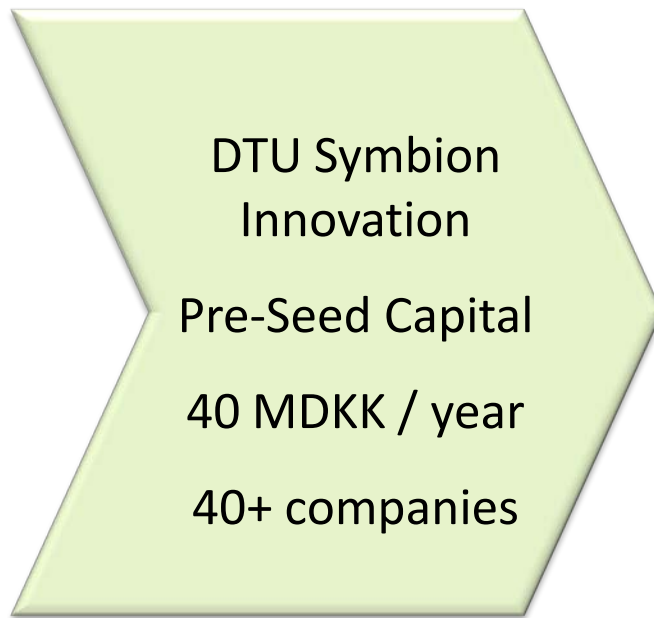 DTU Symbion
Innovation
Pre-Seed Capital
40 MDKK / year
40+ companies